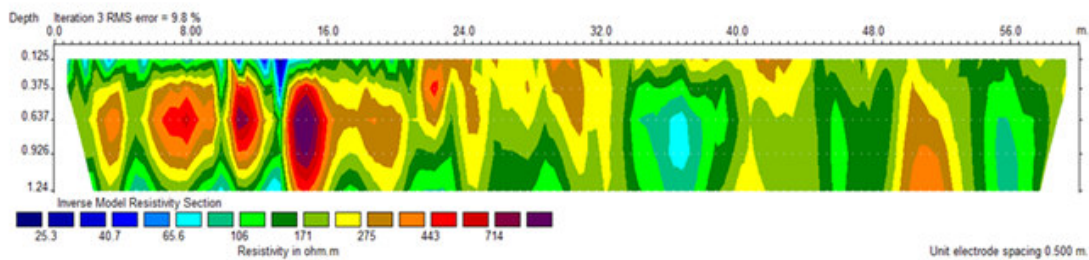 Depth Iteration 3 RMS error = 9.8 %
0.0 8.00 16.0 24.0 32.0 40.0 48.0 56.0 m.
0.125
0.375
0.637
0.926
1.24
Inverse Model Resistivity Section
25.3 40.7 65.6 106 171 275 443 714
Resistivity in ohm.m Unit electrode spacing 0.500 m.